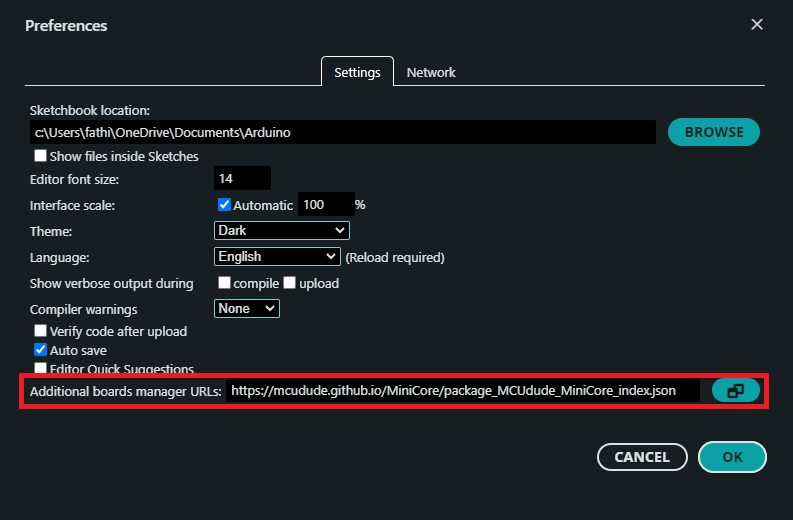 Preferences
Settings Network
Sketchbook location:
c:\Users\fathi\OneDrive\Documents\Arduino BROWSE
Show files inside Sketches
Editor font size: 14
Interface scale: Automatic 100 %
Theme: Dark
Language: English (Reload required)
Show verbose output during compile upload
Compiler warnings None
Verify code after upload
Auto save
Editor Quick Suggestions
Additional boards manager URLs: https://mcudude.github.io/MiniCore/package_MCUdude_MiniCore_index.json
CANCEL OK